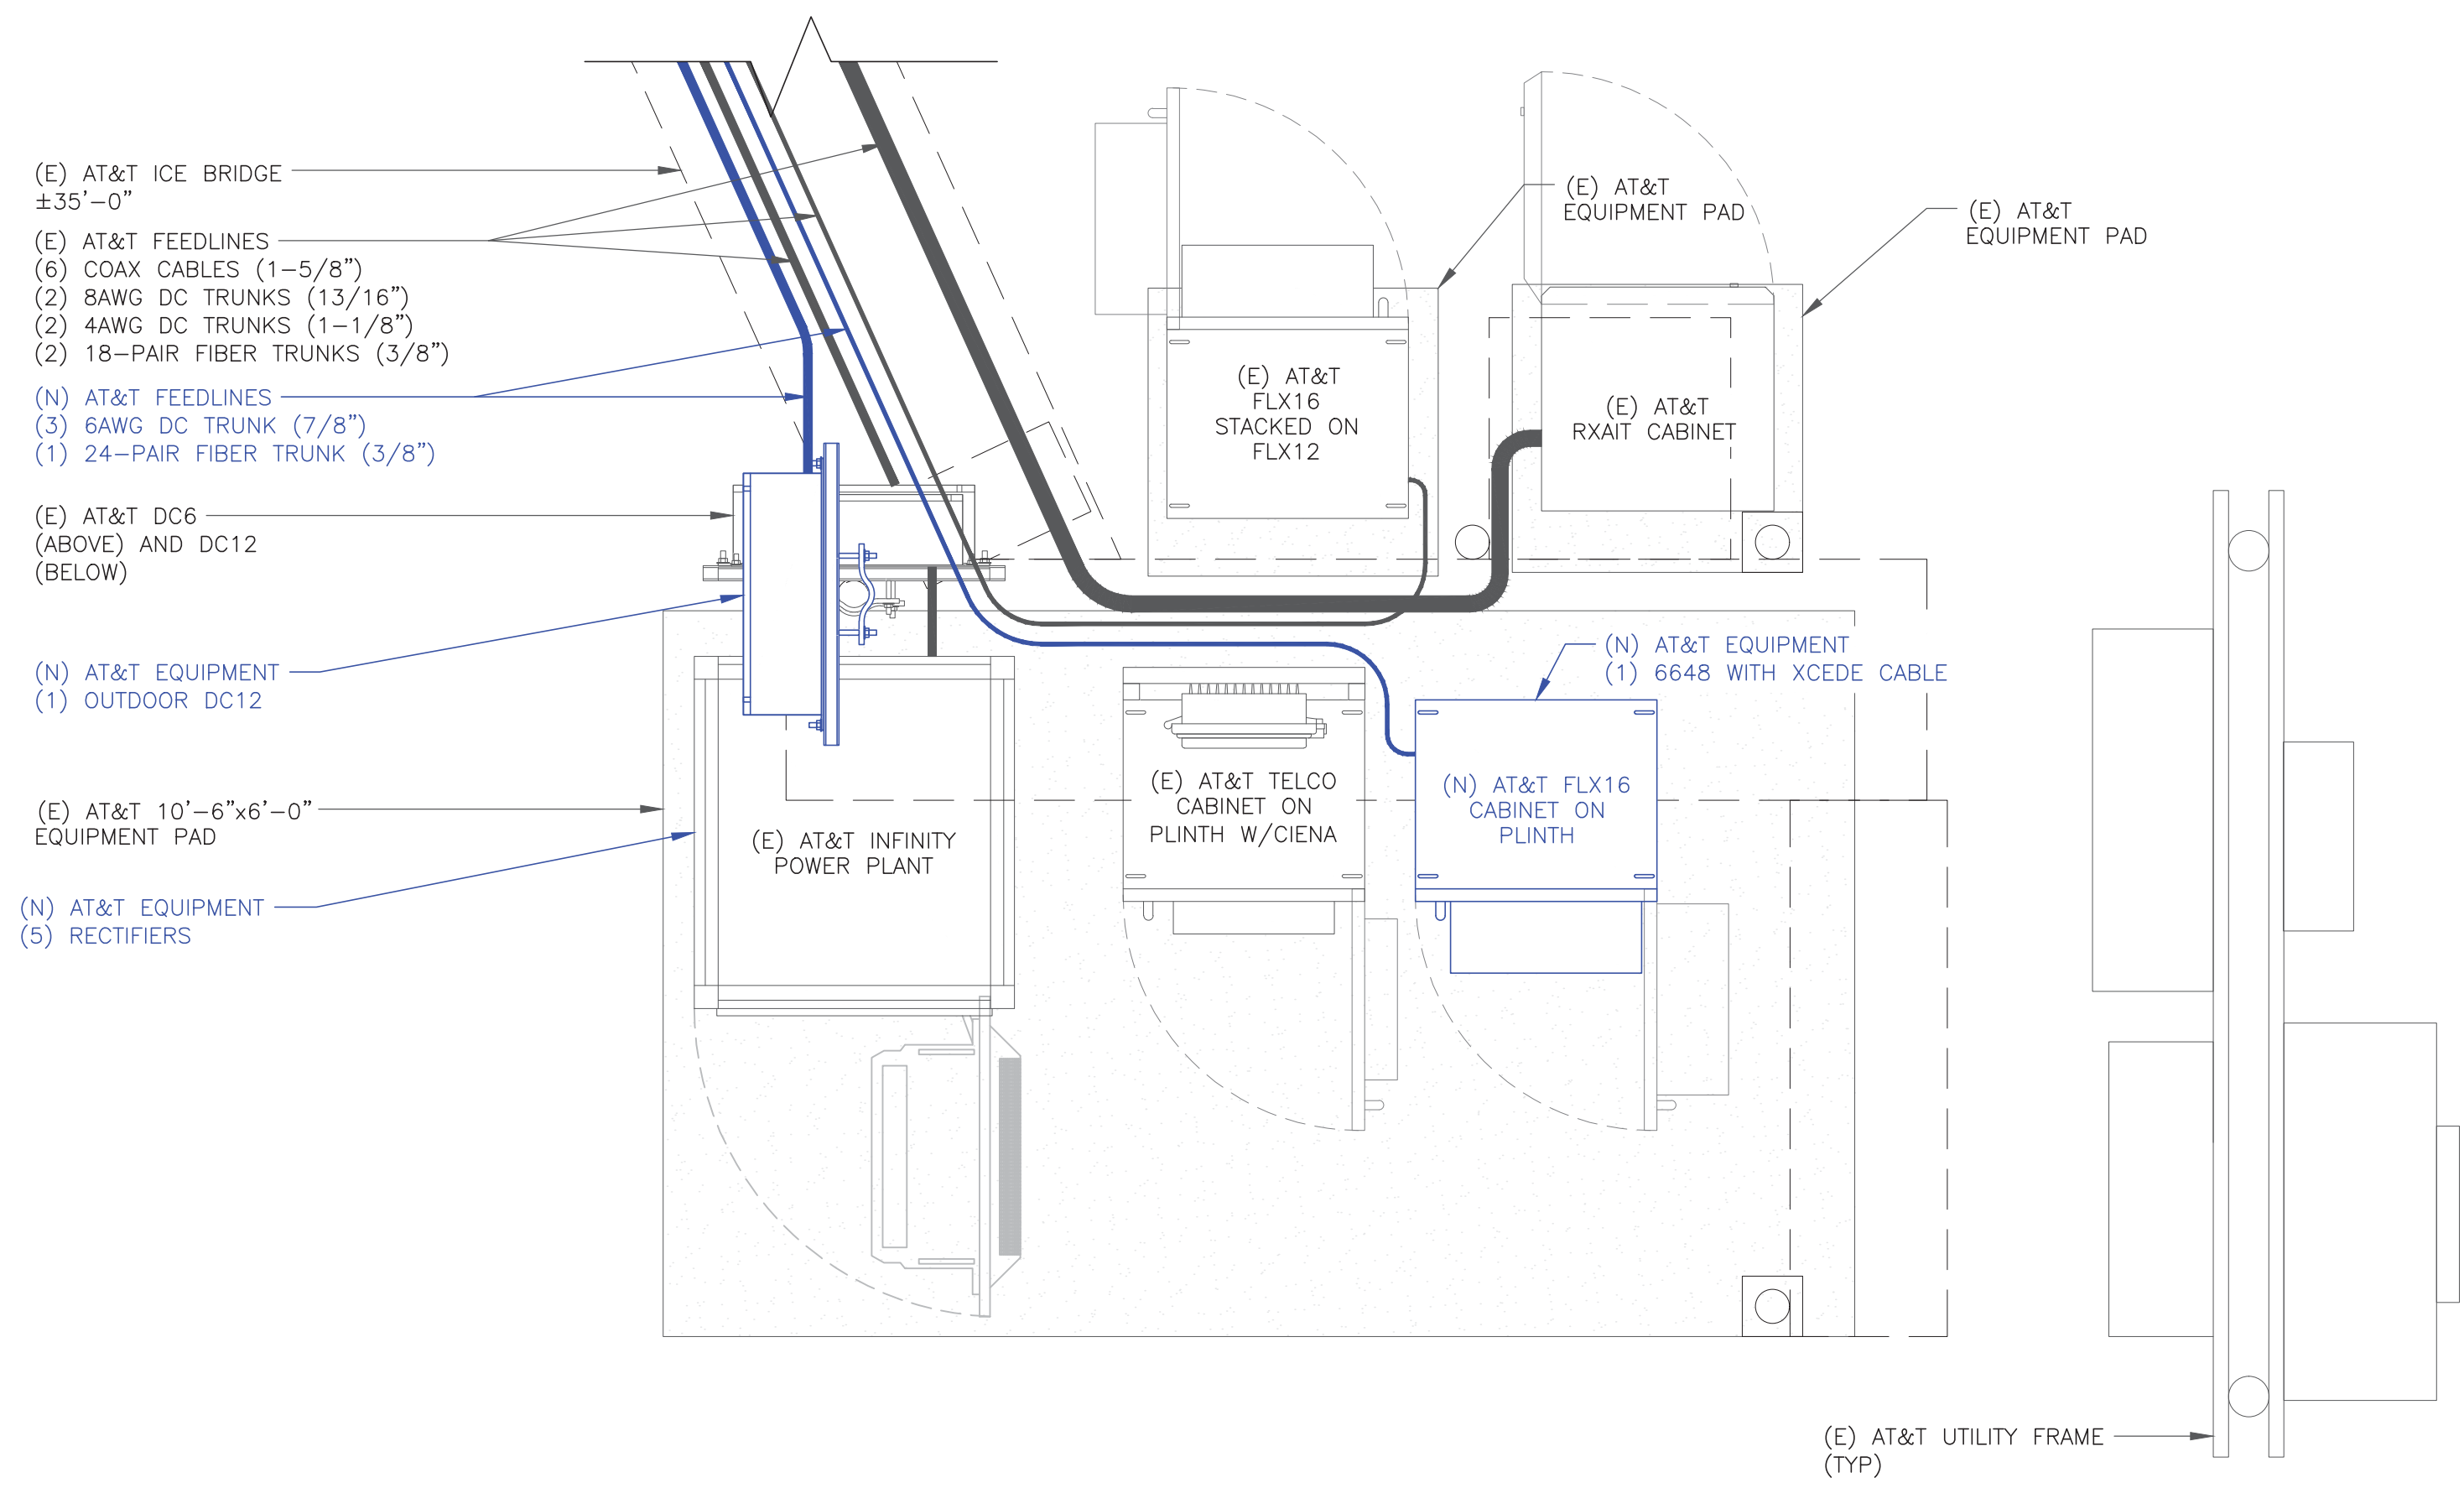 (E) AT&T ICE BRIDGE
±35'-0"
(E) AT&T FEEDLINES
(6) COAX CABLES (1-5/8")
(2) 8AWG DC TRUNKS (13/16")
(2) 4AWG DC TRUNKS (1-1/8")
(2) 18-PAIR FIBER TRUNKS (3/8")
(N) AT&T FEEDLINES
(3) 6AWG DC TRUNK (7/8")
(1) 24-PAIR FIBER TRUNK (3/8")
(E) AT&T DC6
(ABOVE) AND DC12
(BELOW)
(N) AT&T EQUIPMENT
(1) OUTDOOR DC12
(E) AT&T 10'-6"x6'-0"
EQUIPMENT PAD
(N) AT&T EQUIPMENT
(5) RECTIFIERS
(E) AT&T INFINITY
POWER PLANT
(E) AT&T
FLX16
STACKED ON
FLX12
(E) AT&T
EQUIPMENT PAD
(E) AT&T
RXAIT CABINET
(E) AT&T
EQUIPMENT PAD
(N) AT&T EQUIPMENT
(1) 6648 WITH XCEDE CABLE
(E) AT&T TELCO
CABINET ON
PLINTH W/CIENA
(N) AT&T FLX16
CABINET ON
PLINTH
(E) AT&T UTILITY FRAME
(TYP)